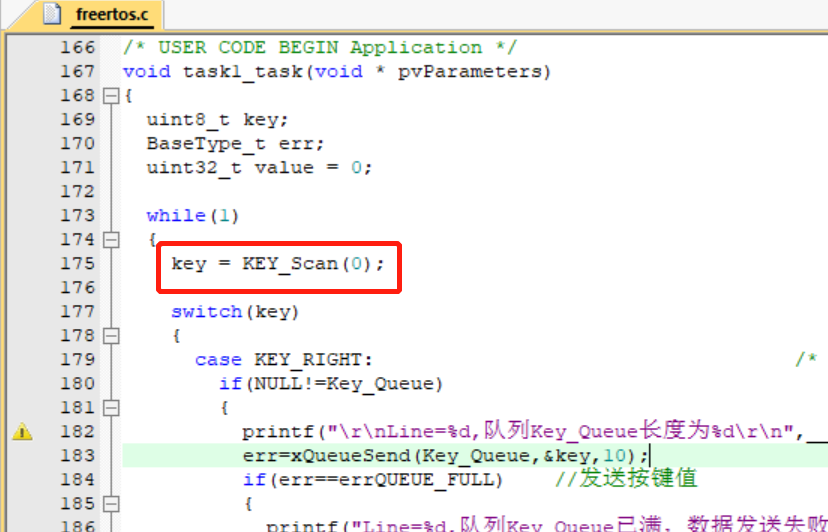 freertos.c
166 /* USER CODE BEGIN Application */
167 void task1_task(void * pvParameters)
168 {
169 uint8_t key;
170 BaseType_t err;
171 uint32_t value = 0;
172
173 while(1)
174 {
175 key = KEY_Scan(0);
176
177 switch(key)
178 {
179 case KEY_RIGHT: /*
180 if(NULL!=Key_Queue)
181 {
182 printf("\r\nLine=%d,队列Key_Queue长度为%d\r\n",__
183 err=xQueueSend(Key_Queue,&key,10);
184 if(err==errQUEUE_FULL) //发送按键值
185 {
186 printf("Line=%d,队列Key_Queue已满，数据发送失败